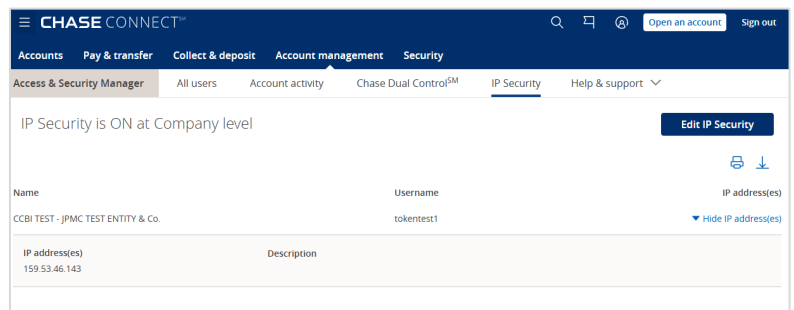 CHASE CONNECT℠ Open an account Sign out
Accounts Pay & transfer Collect & deposit Account management Security
Access & Security Manager All users Account activity Chase Dual Control℠ IP Security Help & support
IP Security is ON at Company level Edit IP Security
Name Username IP address(es)
CCBI TEST - JPMC TEST ENTITY & Co. tokentest1 Hide IP address(es)
IP address(es) Description
159.53.46.143